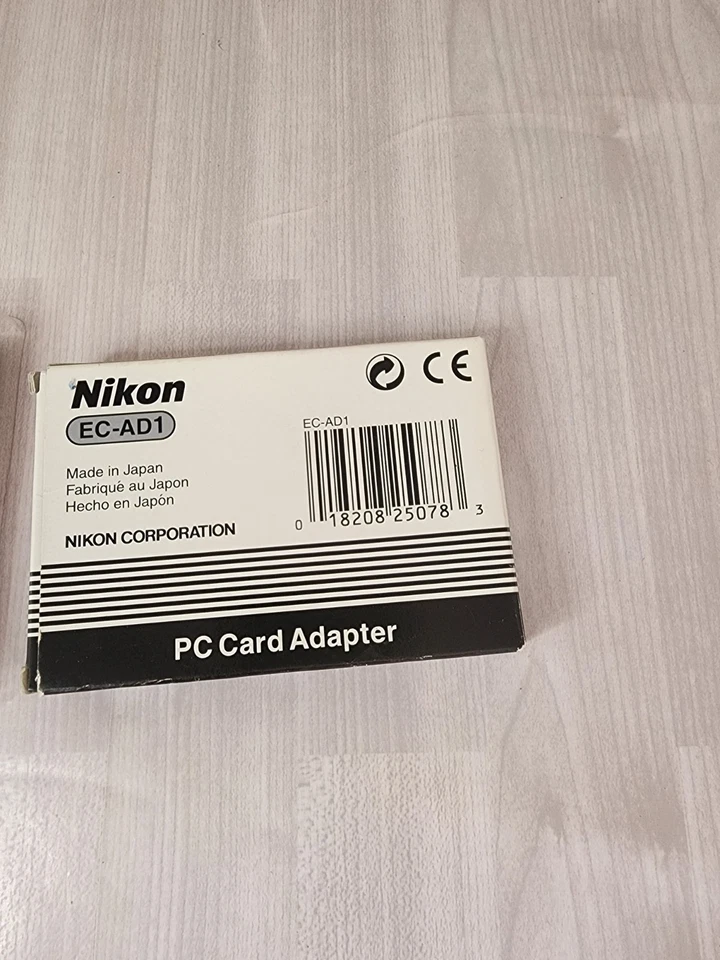 Nikon
EC-AD1
Made in Japan
Fabriqué au Japon
Hecho en Japón
NIKON CORPORATION
CE
EC-AD1
0 18208 25078 3
PC Card Adapter